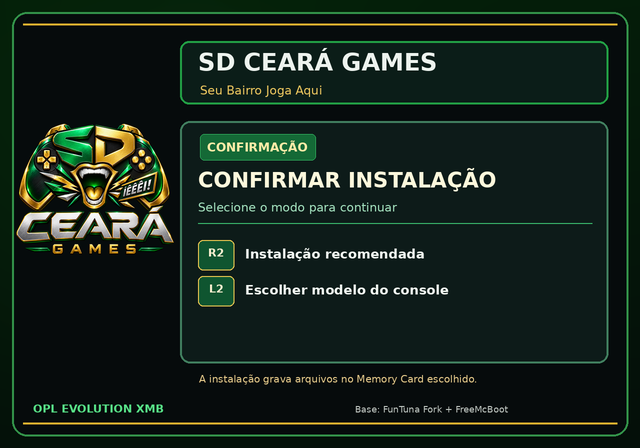 SD CEARÁ GAMES
Seu Bairro Joga Aqui
SD
IÊÊÊI!
CEARÁ
GAMES
CONFIRMAÇÃO
CONFIRMAR INSTALAÇÃO
Selecione o modo para continuar
R2 Instalação recomendada
L2 Escolher modelo do console
A instalação grava arquivos no Memory Card escolhido.
OPL EVOLUTION XMB
Base: FunTuna Fork + FreeMcBoot